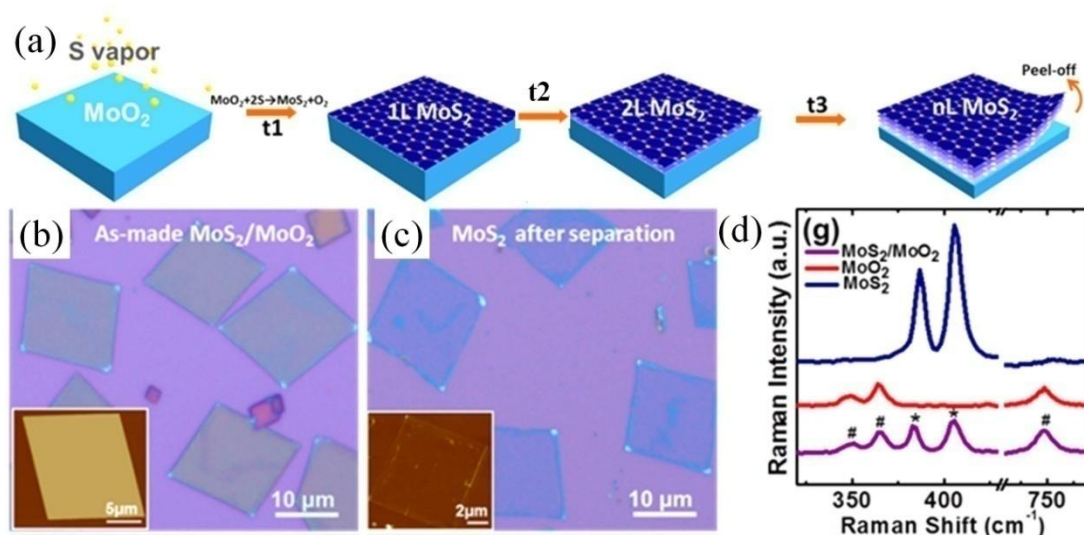 (a)
S vapor
MoO₂
MoO₂+2S→MoS₂+O₂
t1
1L MoS₂
t2
2L MoS₂
t3
nL MoS₂
Peel-off
(b)
As-made MoS₂/MoO₂
5μm
10 μm
(c)
MoS₂ after separation
2μm
10 μm
(d)
(g)
MoS₂/MoO₂
MoO₂
MoS₂
# # * * #
Raman Intensity (a.u.)
350 400 750
Raman Shift (cm⁻¹)